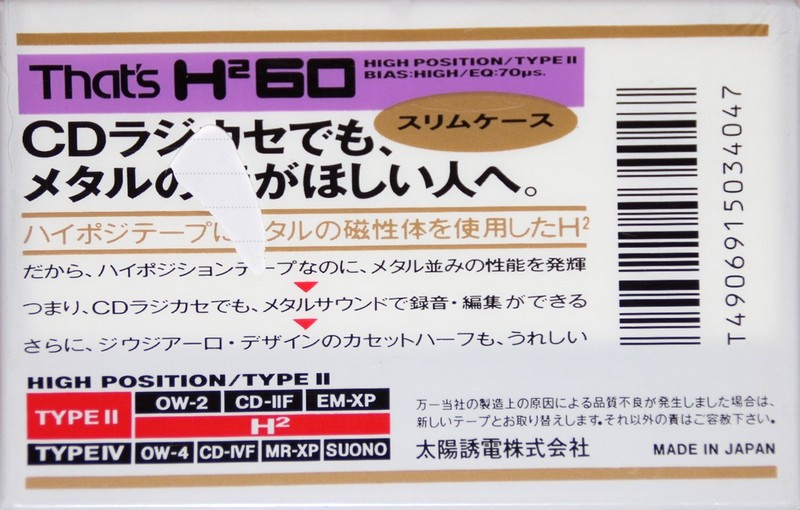 That's H²60
HIGH POSITION/TYPE II
BIAS:HIGH/EQ:70µs.
スリムケース
CDラジカセでも、
メタルの がほしい人へ。
ハイポジテープに タルの磁性体を使用したH²
だから、ハイポジションテープなのに、メタル並みの性能を発揮
つまり、CDラジカセでも、メタルサウンドで録音・編集ができる
さらに、ジウジアーロ・デザインのカセットハーフも、うれしい
T4906915034047
HIGH POSITION/TYPE II
TYPE II OW-2 CD-IIF EM-XP
H²
TYPE IV OW-4 CD-IVF MR-XP SUONO
万一当社の製造上の原因による品質不良が発生しました場合は、
新しいテープとお取り替えします。それ以外の責はご容赦下さい。
太陽誘電株式会社 MADE IN JAPAN